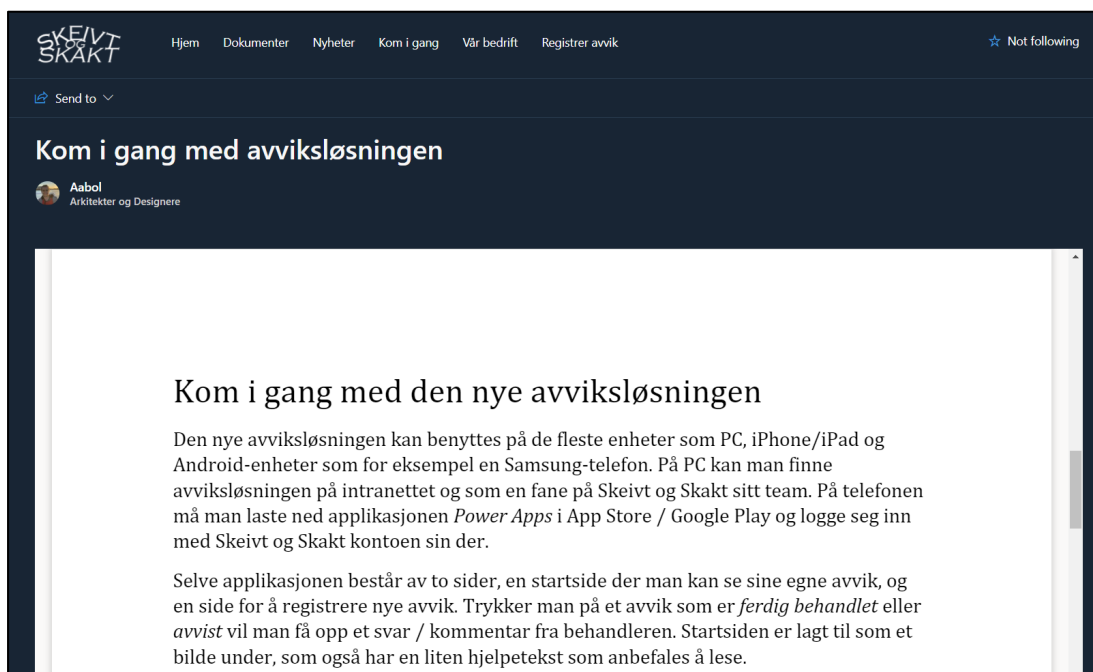 SKEIVT
OG
SKAKT
Hjem Dokumenter Nyheter Kom i gang Vår bedrift Registrer avvik
Not following
Send to
Kom i gang med avviksløsningen
Aabol
Arkitekter og Designere
Kom i gang med den nye avviksløsningen
Den nye avviksløsningen kan benyttes på de fleste enheter som PC, iPhone/iPad og
Android-enheter som for eksempel en Samsung-telefon. På PC kan man finne
avviksløsningen på intranettet og som en fane på Skeivt og Skakt sitt team. På telefonen
må man laste ned applikasjonen Power Apps i App Store / Google Play og logge seg inn
med Skeivt og Skakt kontoen sin der.
Selve applikasjonen består av to sider, en startside der man kan se sine egne avvik, og
en side for å registrere nye avvik. Trykker man på et avvik som er ferdig behandlet eller
avvist vil man få opp et svar / kommentar fra behandleren. Startsiden er lagt til som et
bilde under, som også har en liten hjelpetekst som anbefales å lese.